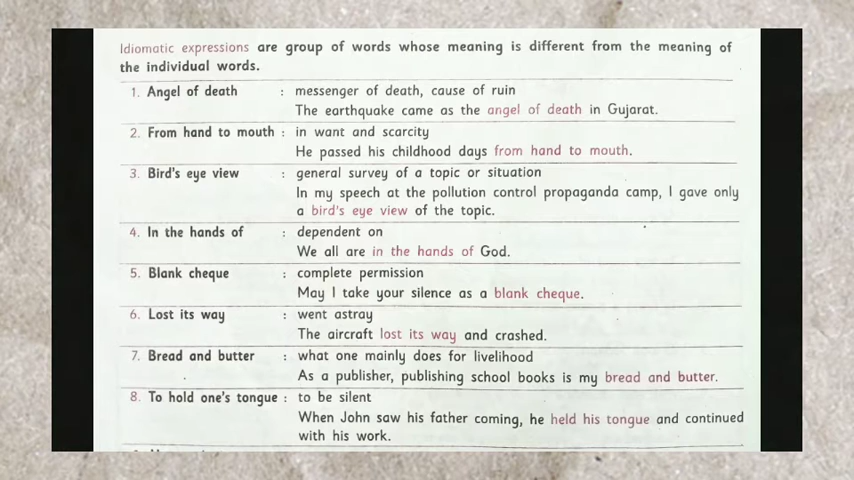 Idiomatic expressions are group of words whose meaning is different from the meaning of
the individual words.
1. Angel of death : messenger of death, cause of ruin
The earthquake came as the angel of death in Gujarat.
2. From hand to mouth : in want and scarcity
He passed his childhood days from hand to mouth.
3. Bird's eye view : general survey of a topic or situation
In my speech at the pollution control propaganda camp, I gave only
a bird's eye view of the topic.
4. In the hands of : dependent on
We all are in the hands of God.
5. Blank cheque : complete permission
May I take your silence as a blank cheque.
6. Lost its way : went astray
The aircraft lost its way and crashed.
7. Bread and butter : what one mainly does for livelihood
As a publisher, publishing school books is my bread and butter.
8. To hold one's tongue : to be silent
When John saw his father coming, he held his tongue and continued
with his work.